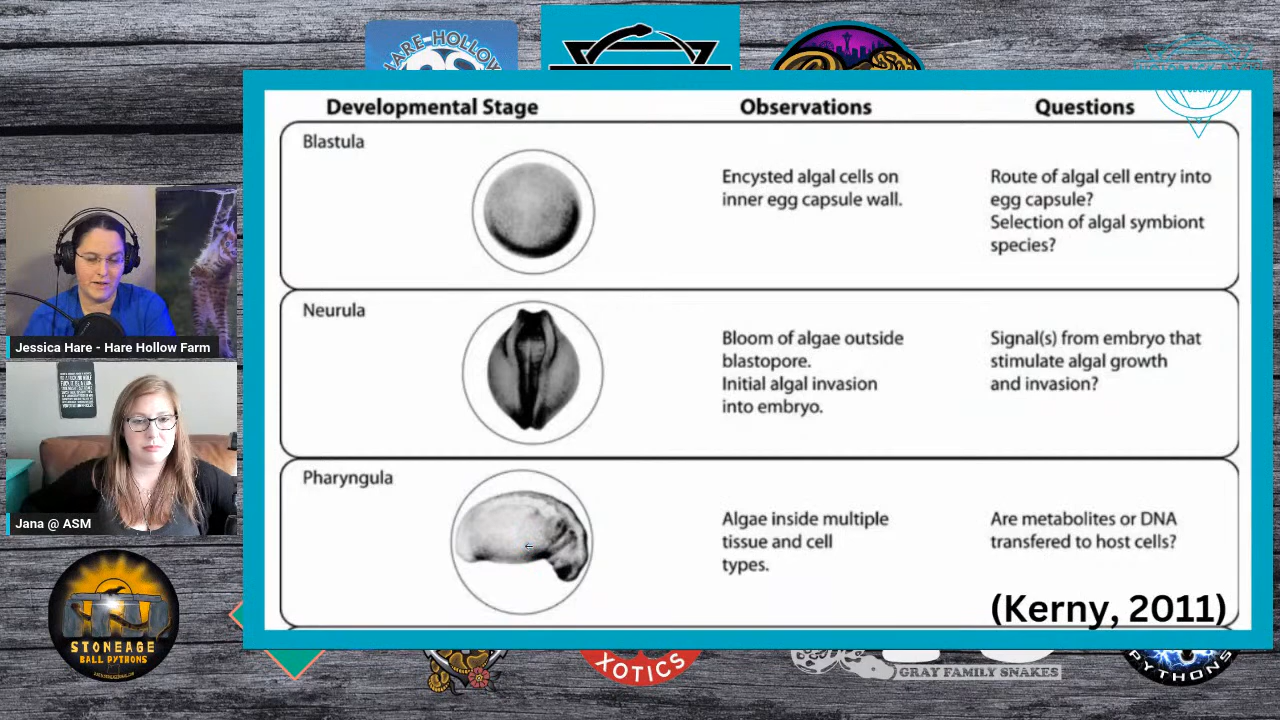 HARE-HOLLOW
Developmental Stage
Observations
Questions
PODCAST
Blastula
Encysted algal cells on
inner egg capsule wall.
Route of algal cell entry into
egg capsule?
Selection of algal symbiont
species?
Neurula
Bloom of algae outside
blastopore.
Initial algal invasion
into embryo.
Signal(s) from embryo that
stimulate algal growth
and invasion?
Pharyngula
Algae inside multiple
tissue and cell
types.
Are metabolites or DNA
transfered to host cells?
(Kerny, 2011)
Jessica Hare - Hare Hollow Farm
Jana @ ASM
STONEAGE
BALL PYTHONS
XOTICS
GRAY FAMILY SNAKES
PYTHONS